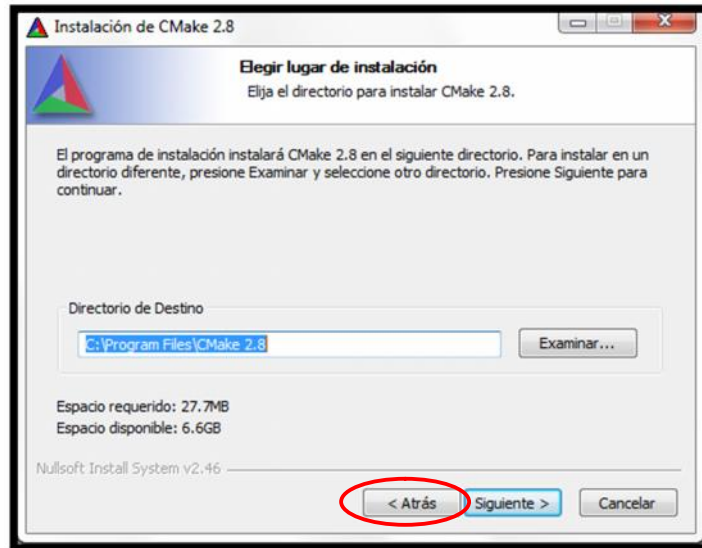 Instalación de CMake 2.8
Elegir lugar de instalación
Elija el directorio para instalar CMake 2.8.
El programa de instalación instalará CMake 2.8 en el siguiente directorio. Para instalar en un
directorio diferente, presione Examinar y seleccione otro directorio. Presione Siguiente para
continuar.
Directorio de Destino
C:\Program Files\CMake 2.8
Examinar...
Espacio requerido: 27.7MB
Espacio disponible: 6.6GB
Nullsoft Install System v2.46
< Atrás Siguiente > Cancelar